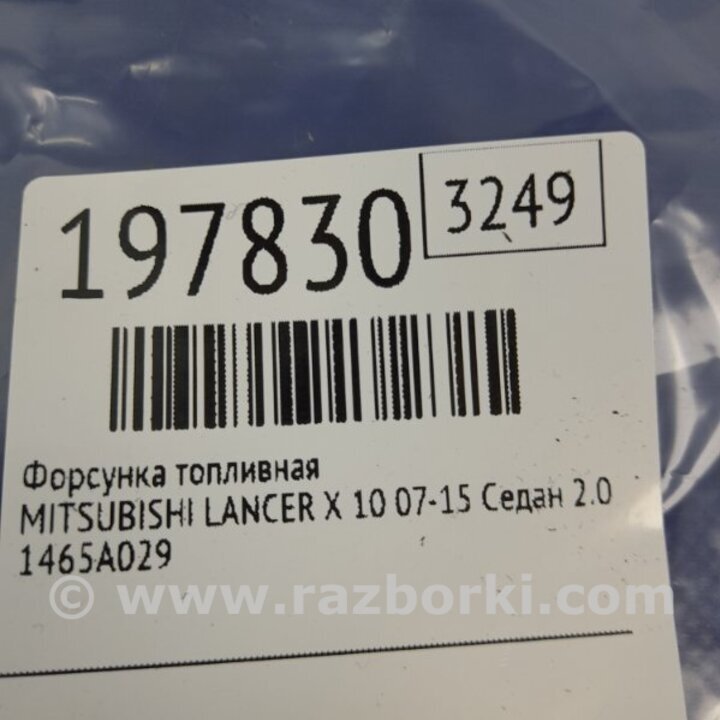 197830
3249
Форсунка топливная
MITSUBISHI LANCER X 10 07-15 Седан 2.0
1465A029
© www.razborki.com